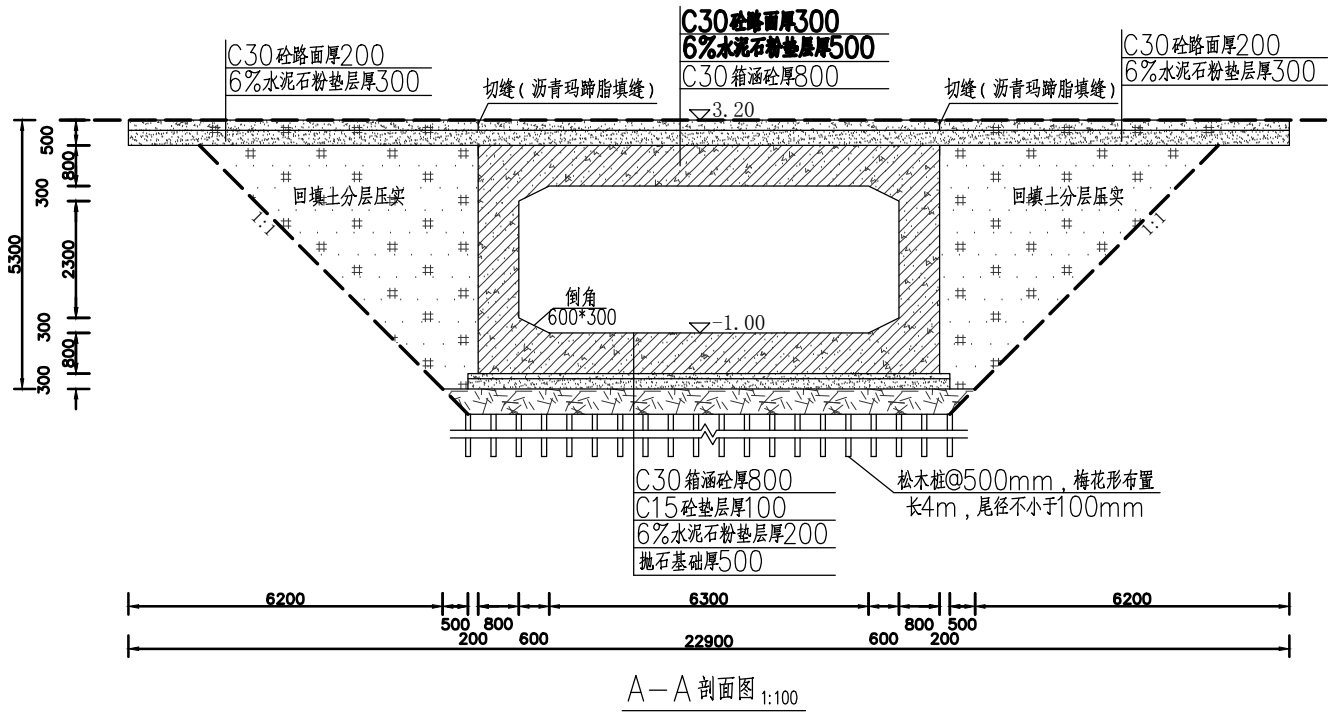 C30砼路面厚300
6%水泥石粉垫层厚500
C30箱涵砼厚800
C30砼路面厚200
6%水泥石粉垫层厚300
C30砼路面厚200
6%水泥石粉垫层厚300
切缝(沥青玛蹄脂填缝)
切缝(沥青玛蹄脂填缝)
3.20
500
800
300
2300
300
800
300
5300
回填土分层压实
回填土分层压实
1:1
1:1
倒角
600*300
-1.00
C30箱涵砼厚800
C15砼垫层厚100
6%水泥石粉垫层厚200
抛石基础厚500
松木桩@500mm,梅花形布置
长4m,尾径不小于100mm
6200
6300
6200
500
800
800
500
200
600
22900
600
200
A-A剖面图 1:100